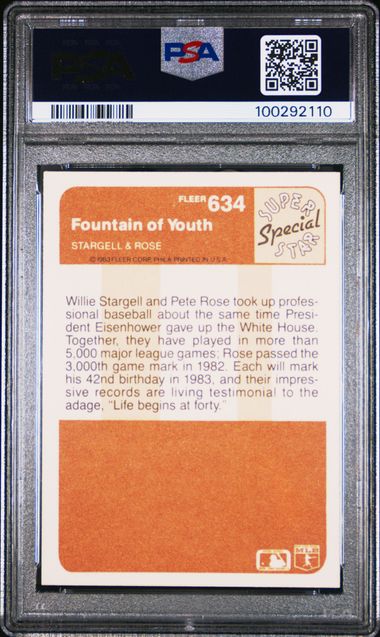 PSA
PSA
100292110
FLEER 634
SUPER
Special
STAR
Fountain of Youth
STARGELL & ROSE
© 1983 FLEER CORP. PHILA. PRINTED IN U.S.A.
Willie Stargell and Pete Rose took up profes-
sional baseball about the same time Presi-
dent Eisenhower gave up the White House.
Together, they have played in more than
5,000 major league games; Rose passed the
3,000th game mark in 1982. Each will mark
his 42nd birthday in 1983, and their impres-
sive records are living testimonial to the
adage, "Life begins at forty."
MLB